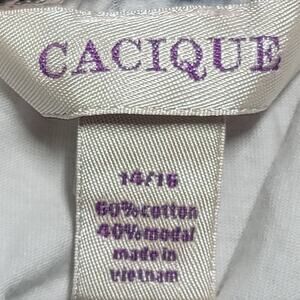 CACIQUE
14/16
60%cotton
40%modal
made in
vietnam